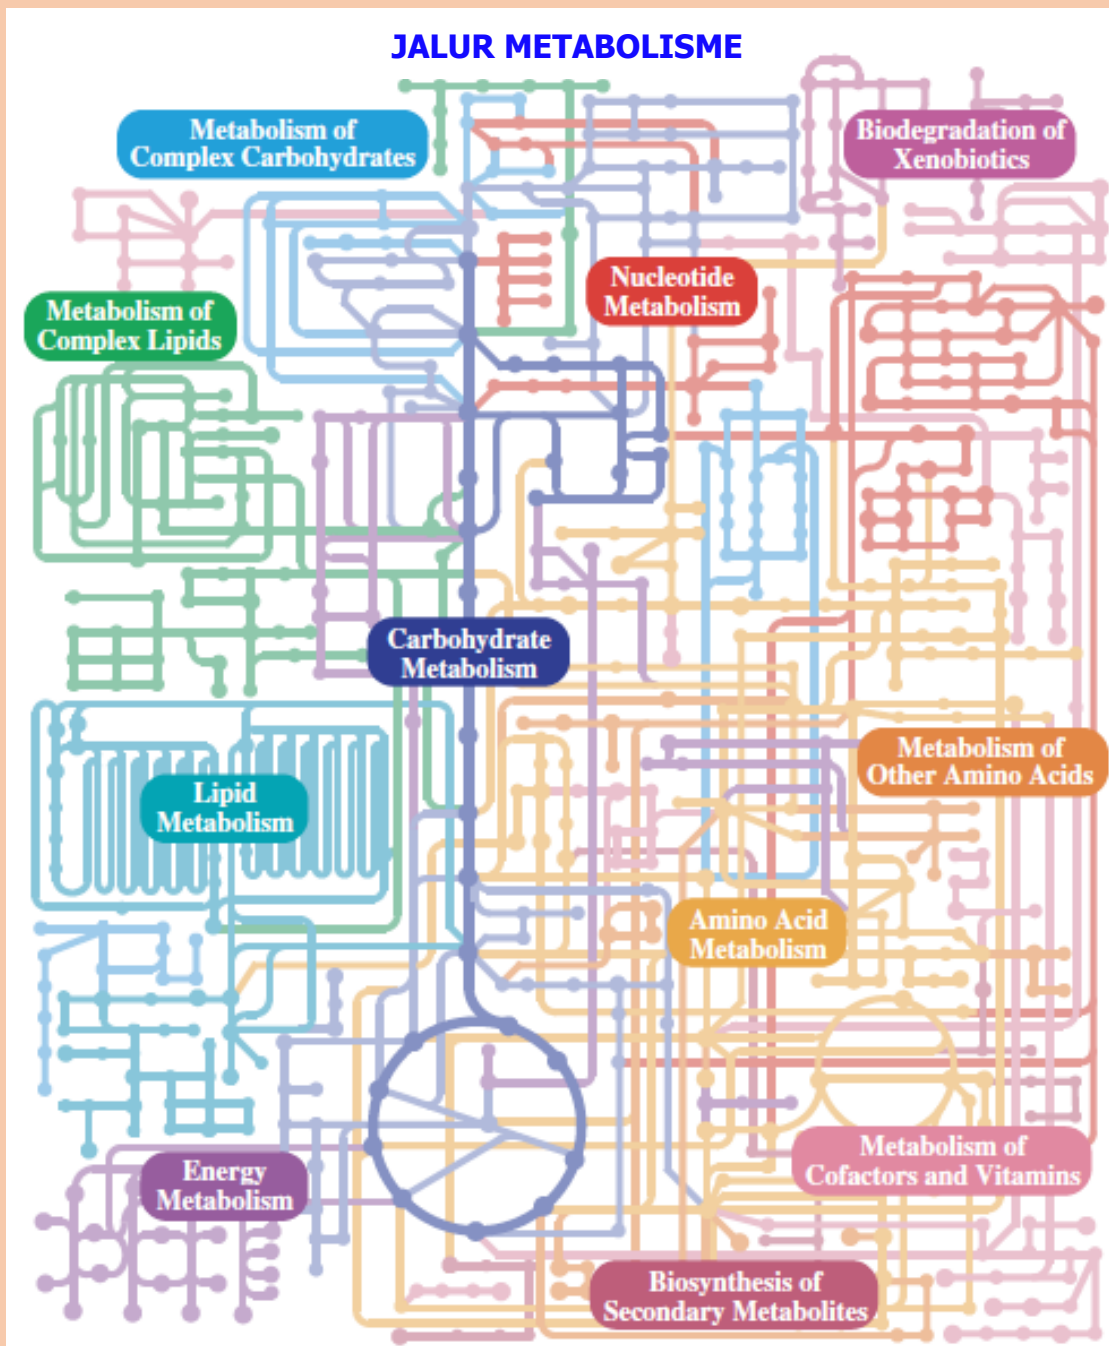 JALUR METABOLISME
Metabolism of
Complex Carbohydrates
Biodegradation of
Xenobiotics
Nucleotide
Metabolism
Metabolism of
Complex Lipids
Carbohydrate
Metabolism
Metabolism of
Other Amino Acids
Lipid
Metabolism
Amino Acid
Metabolism
Metabolism of
Cofactors and Vitamins
Energy
Metabolism
Biosynthesis of
Secondary Metabolites